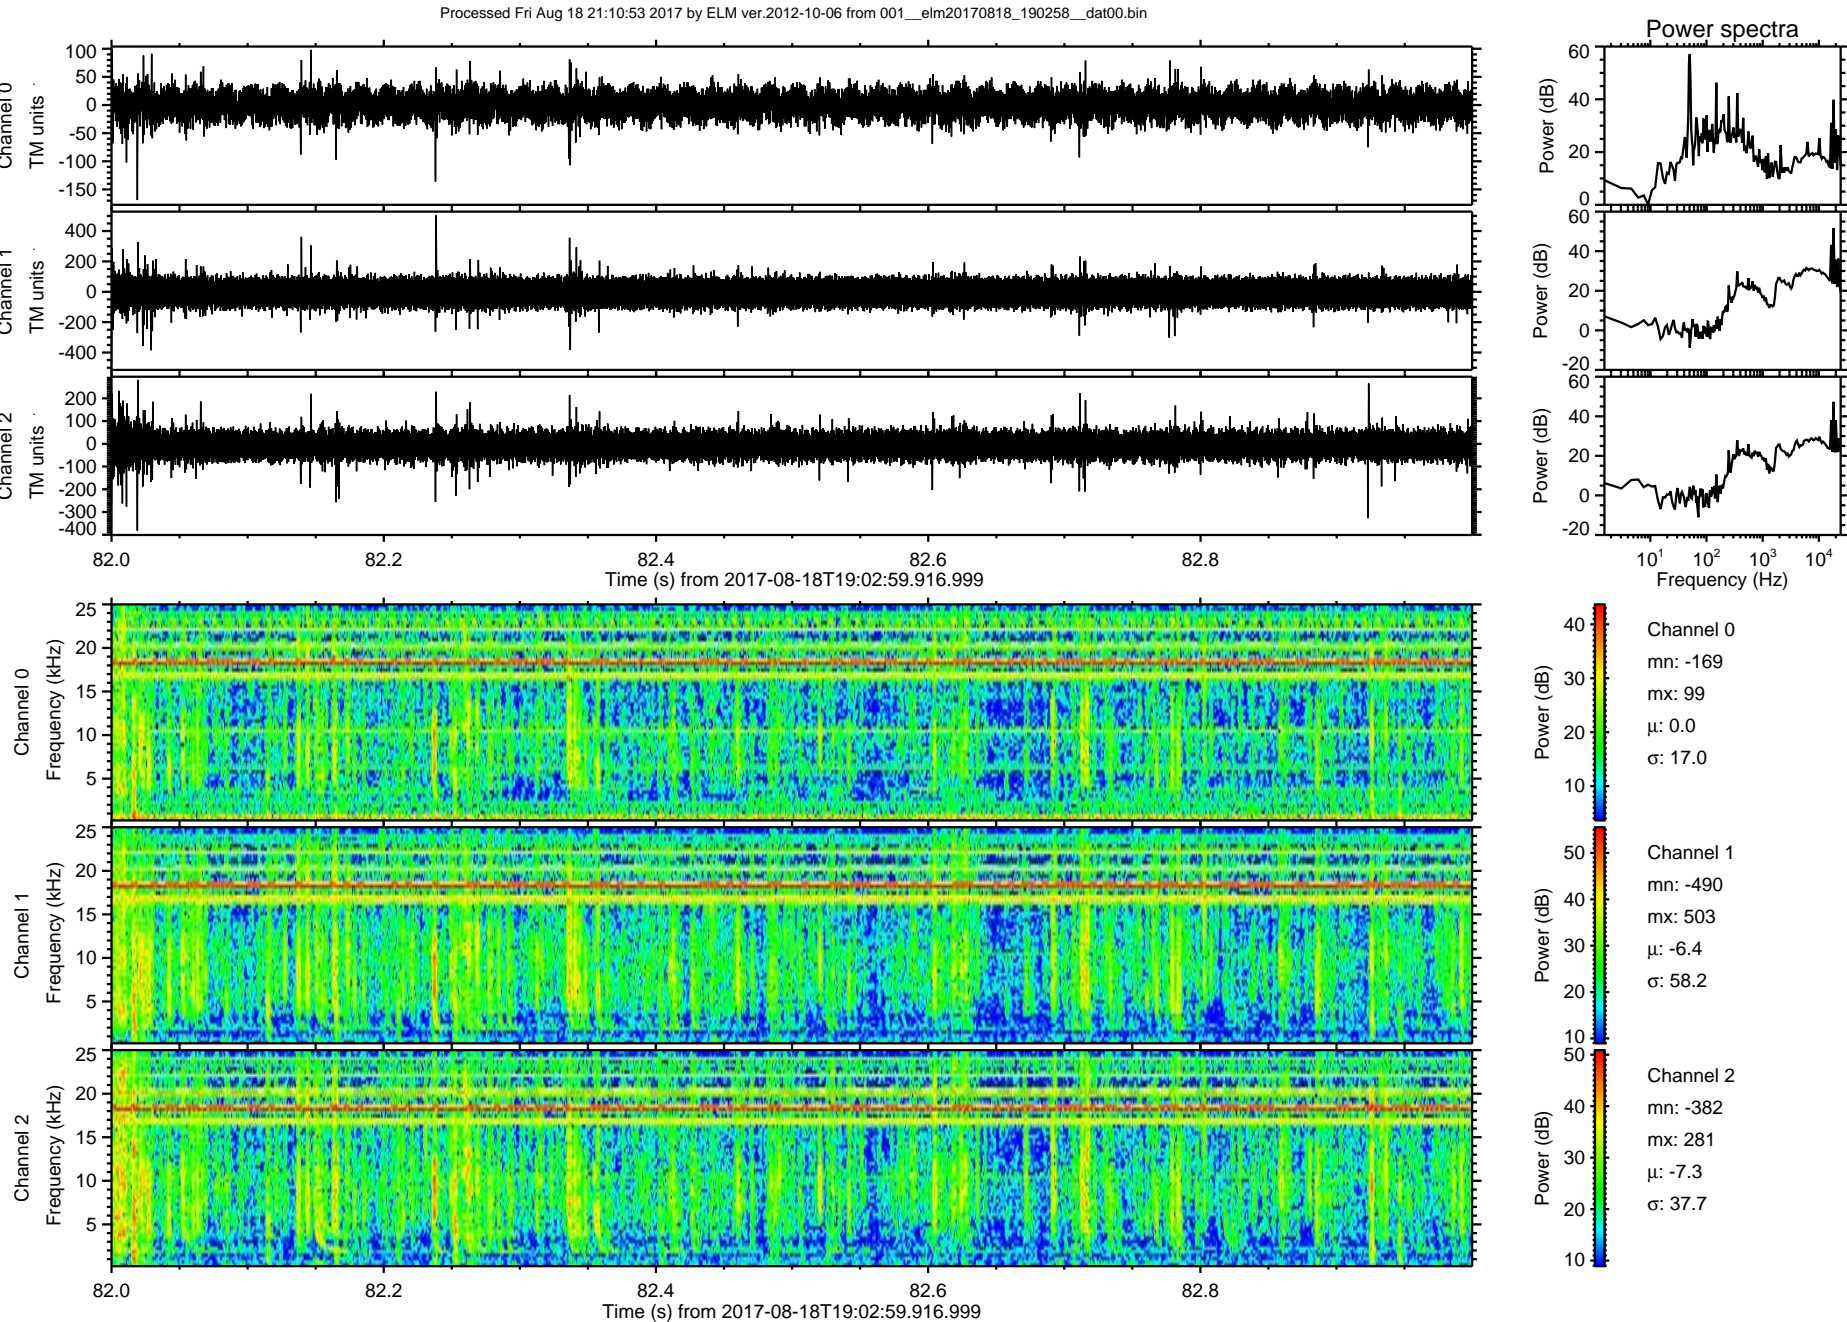 Processed Fri Aug 18 21:10:53 2017 by ELM ver.2012-10-06 from 001__elm20170818_190258__dat00.bin
Power spectra
Channel 0
TM units
100
50
0
-50
-100
-150
Power (dB)
60
40
20
0
Channel 1
TM units
400
200
0
-200
-400
Power (dB)
60
40
20
0
-20
Channel 2
TM units
200
100
0
-100
-200
-300
-400
Power (dB)
60
40
20
0
-20
82.0 82.2 82.4 82.6 82.8
Time (s) from 2017-08-18T19:02:59.916.999
10¹ 10² 10³ 10⁴
Frequency (Hz)
Channel 0
Frequency (kHz)
25
20
15
10
5
Power (dB)
40
30
20
10
Channel 0
mn: -169
mx: 99
μ: 0.0
σ: 17.0
Channel 1
Frequency (kHz)
25
20
15
10
5
Power (dB)
50
40
30
20
10
Channel 1
mn: -490
mx: 503
μ: -6.4
σ: 58.2
Channel 2
Frequency (kHz)
25
20
15
10
5
Power (dB)
50
40
30
20
10
Channel 2
mn: -382
mx: 281
μ: -7.3
σ: 37.7
82.0 82.2 82.4 82.6 82.8
Time (s) from 2017-08-18T19:02:59.916.999